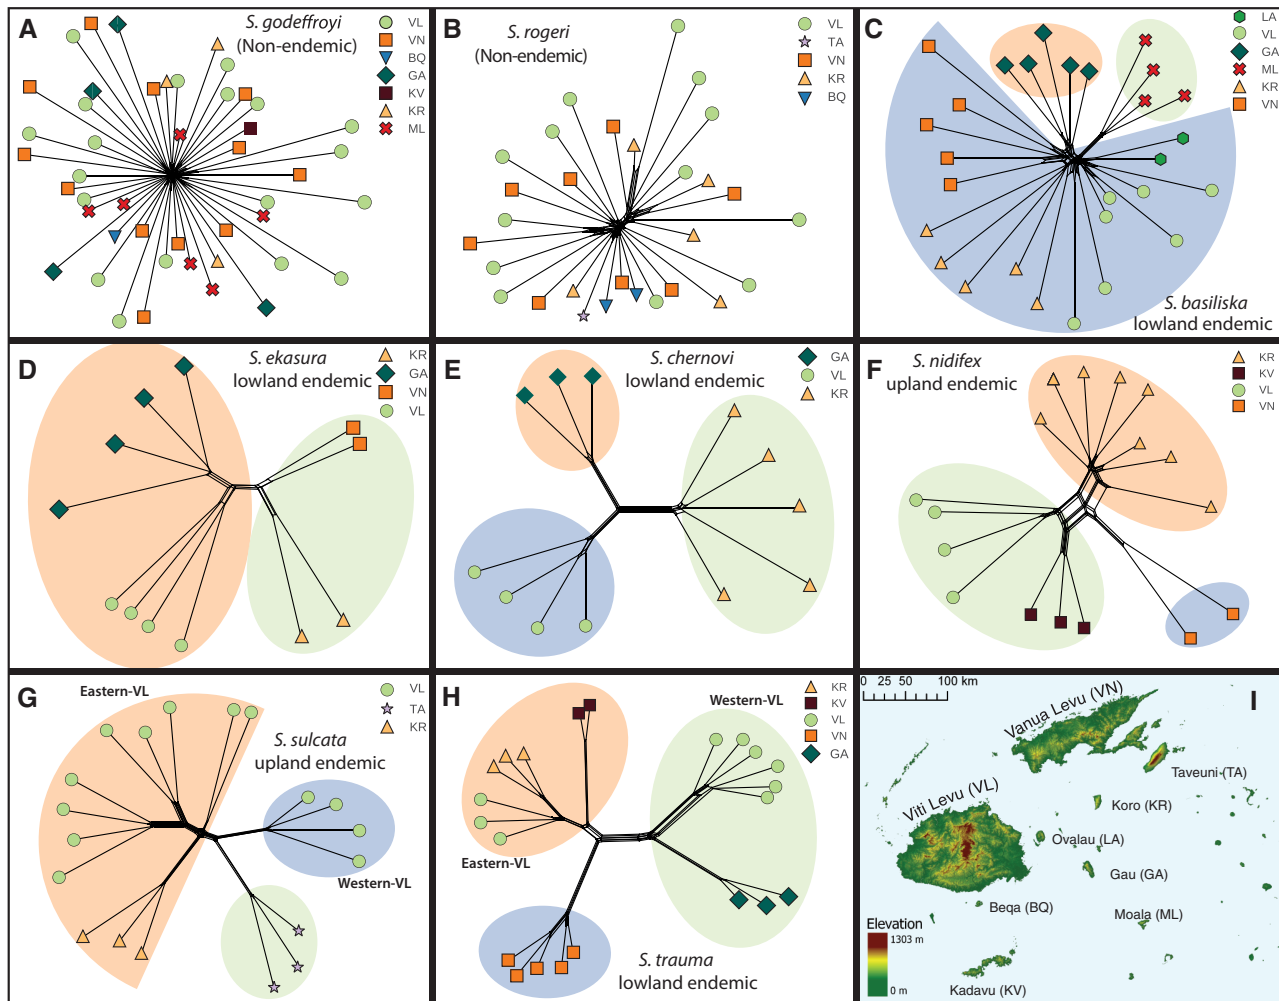 A
S. godeffroyi
(Non-endemic)
VL
VN
BQ
GA
KV
KR
ML
B
S. rogeri
(Non-endemic)
VL
TA
VN
KR
BQ
C
LA
VL
GA
ML
KR
VN
S. basiliska
lowland endemic
D
S. ekasura
lowland endemic
KR
GA
VN
VL
E
S. chernovi
lowland endemic
GA
VL
KR
F
S. nidifex
upland endemic
KR
KV
VL
VN
G
Eastern-VL
VL
TA
KR
S. sulcata
upland endemic
Western-VL
H
Western-VL
KR
KV
VL
VN
GA
Eastern-VL
S. trauma
lowland endemic
I
0 25 50 100 km
Vanua Levu (VN)
Taveuni (TA)
Koro (KR)
Viti Levu (VL)
Ovalau (LA)
Gau (GA)
Beqa (BQ)
Moala (ML)
Elevation
1303 m
0 m
Kadavu (KV)